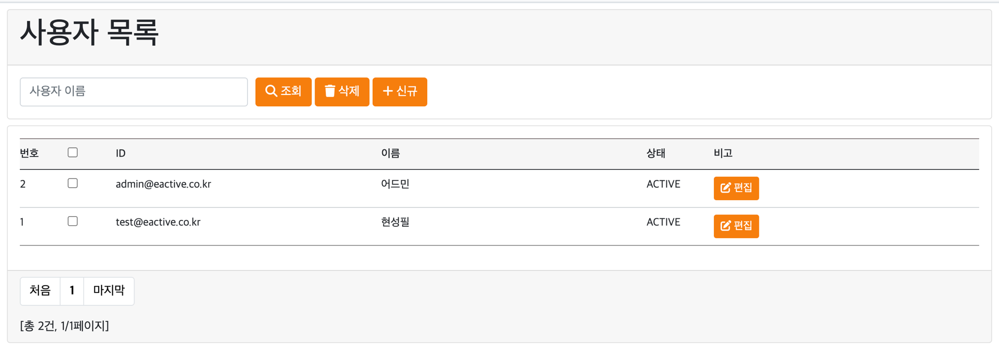 사용자 목록
사용자 이름 조회 삭제 신규
번호 ID 이름 상태 비고
2 admin@eactive.co.kr 어드민 ACTIVE 편집
1 test@eactive.co.kr 현성필 ACTIVE 편집
처음 1 마지막
[총 2건, 1/1페이지]